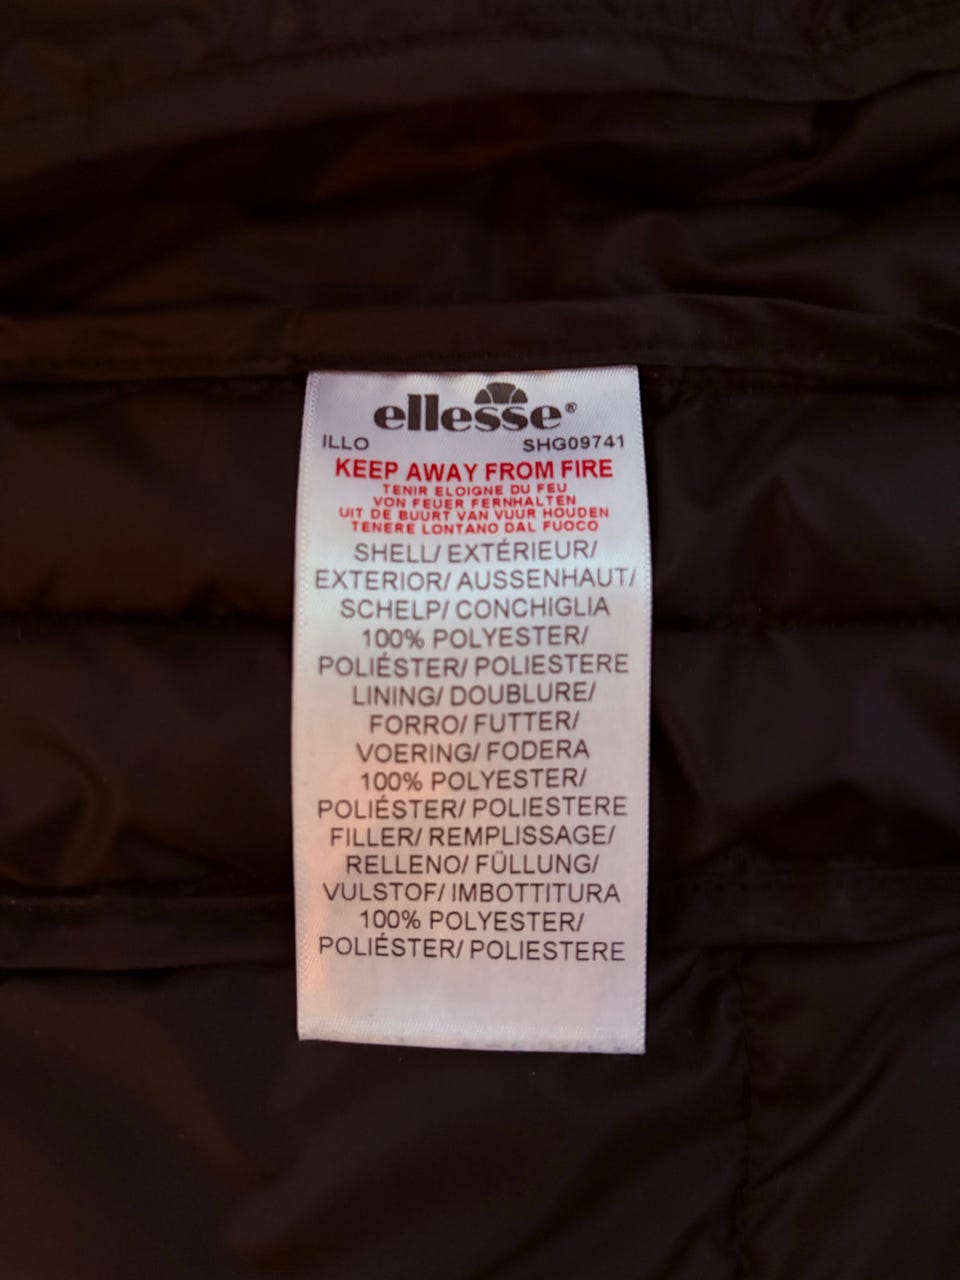 ellesse®
ILLO SHG09741
KEEP AWAY FROM FIRE
TENIR ELOIGNE DU FEU
VON FEUER FERNHALTEN
UIT DE BUURT VAN VUUR HOUDEN
TENERE LONTANO DAL FUOCO
SHELL/ EXTÉRIEUR/
EXTERIOR/ AUSSENHAUT/
SCHELP/ CONCHIGLIA
100% POLYESTER/
POLIÉSTER/ POLIESTERE
LINING/ DOUBLURE/
FORRO/ FUTTER/
VOERING/ FODERA
100% POLYESTER/
POLIÉSTER/ POLIESTERE
FILLER/ REMPLISSAGE/
RELLENO/ FÜLLUNG/
VULSTOF/ IMBOTTITURA
100% POLYESTER/
POLIÉSTER/ POLIESTERE